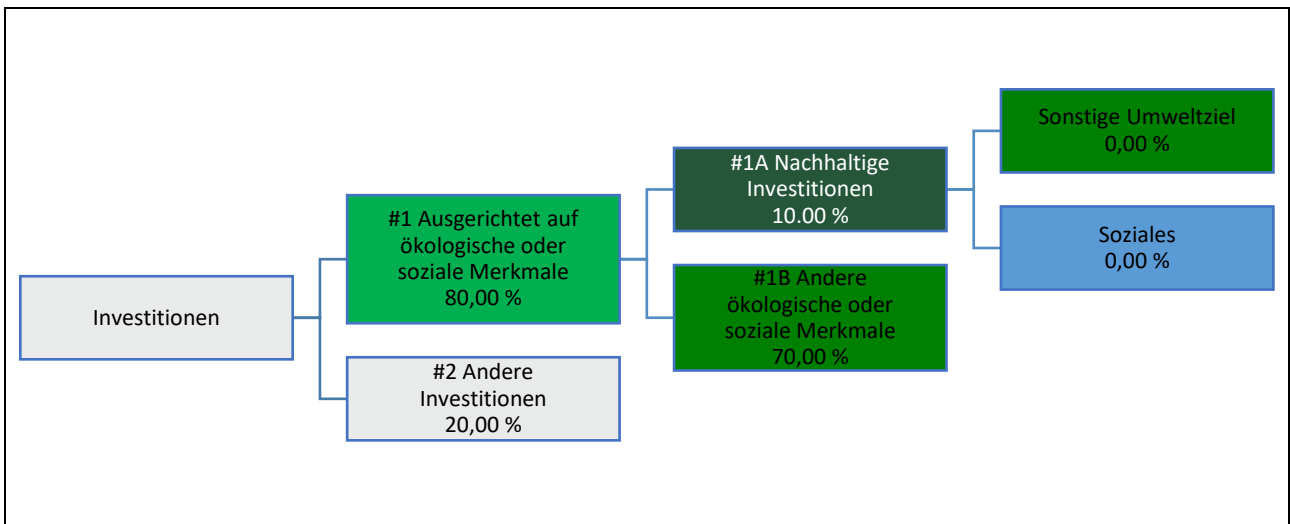 Investitionen
#1 Ausgerichtet auf
ökologische oder
soziale Merkmale
80,00 %
#2 Andere
Investitionen
20,00 %
#1A Nachhaltige
Investitionen
10.00 %
#1B Andere
ökologische oder
soziale Merkmale
70,00 %
Sonstige Umweltziel
0,00 %
Soziales
0,00 %